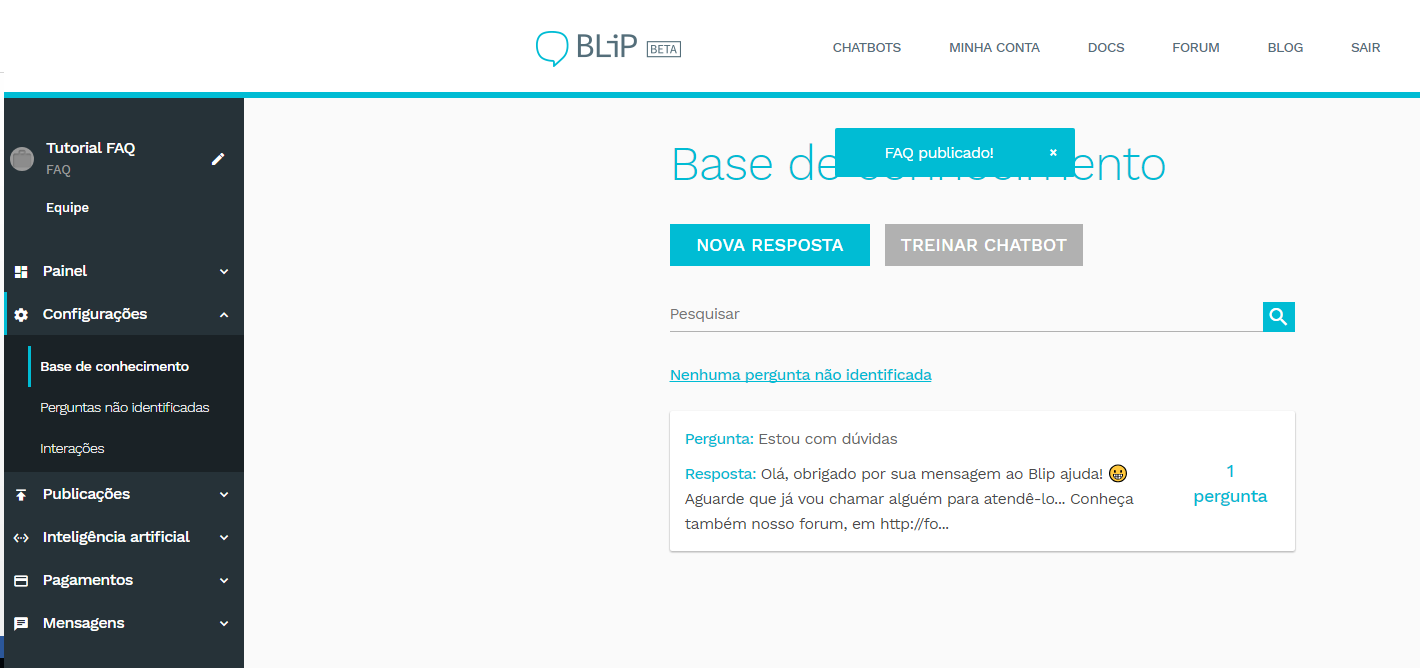 BLiP BETA
CHATBOTS MINHA CONTA DOCS FORUM BLOG SAIR
Tutorial FAQ
FAQ
Equipe
Painel
Configurações
Base de conhecimento
Perguntas não identificadas
Interações
Publicações
Inteligência artificial
Pagamentos
Mensagens
FAQ publicado! ×
Base de conhecimento
NOVA RESPOSTA TREINAR CHATBOT
Pesquisar
Nenhuma pergunta não identificada
Pergunta: Estou com dúvidas
Resposta: Olá, obrigado por sua mensagem ao Blip ajuda! 😀
Aguarde que já vou chamar alguém para atendê-lo... Conheça
também nosso forum, em http://fo...
1
pergunta